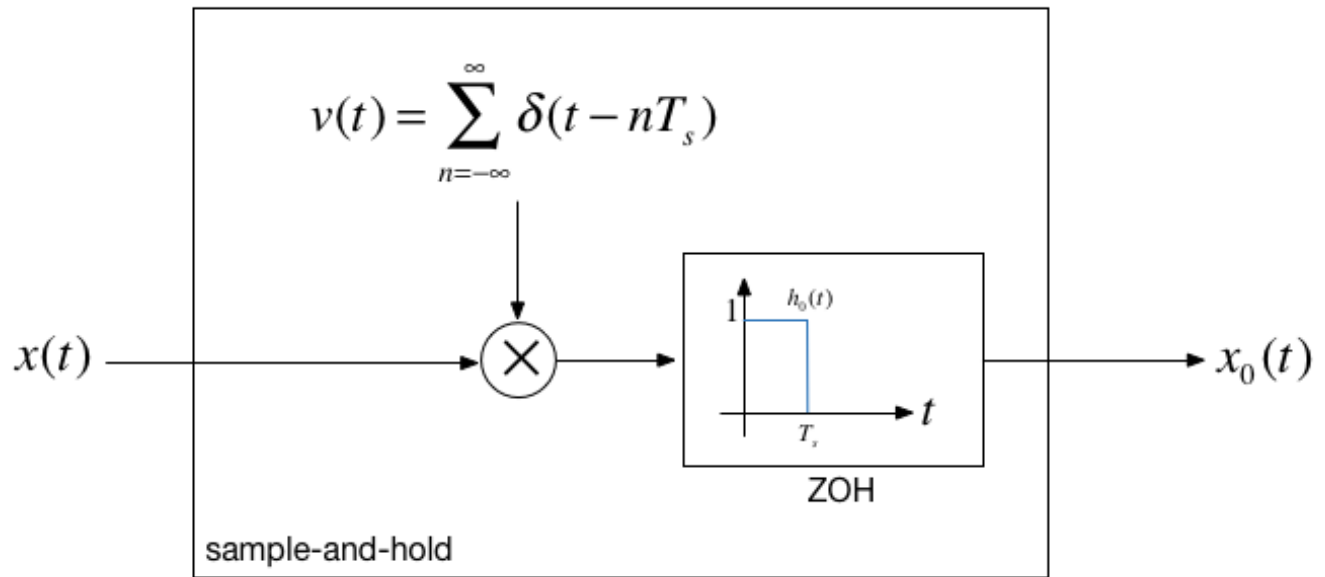 v(t) = ∑_{n=-∞}^{∞} δ(t − nT_s)
x(t)
×
1
h_0(t)
t
T_s
x_0(t)
ZOH
sample-and-hold